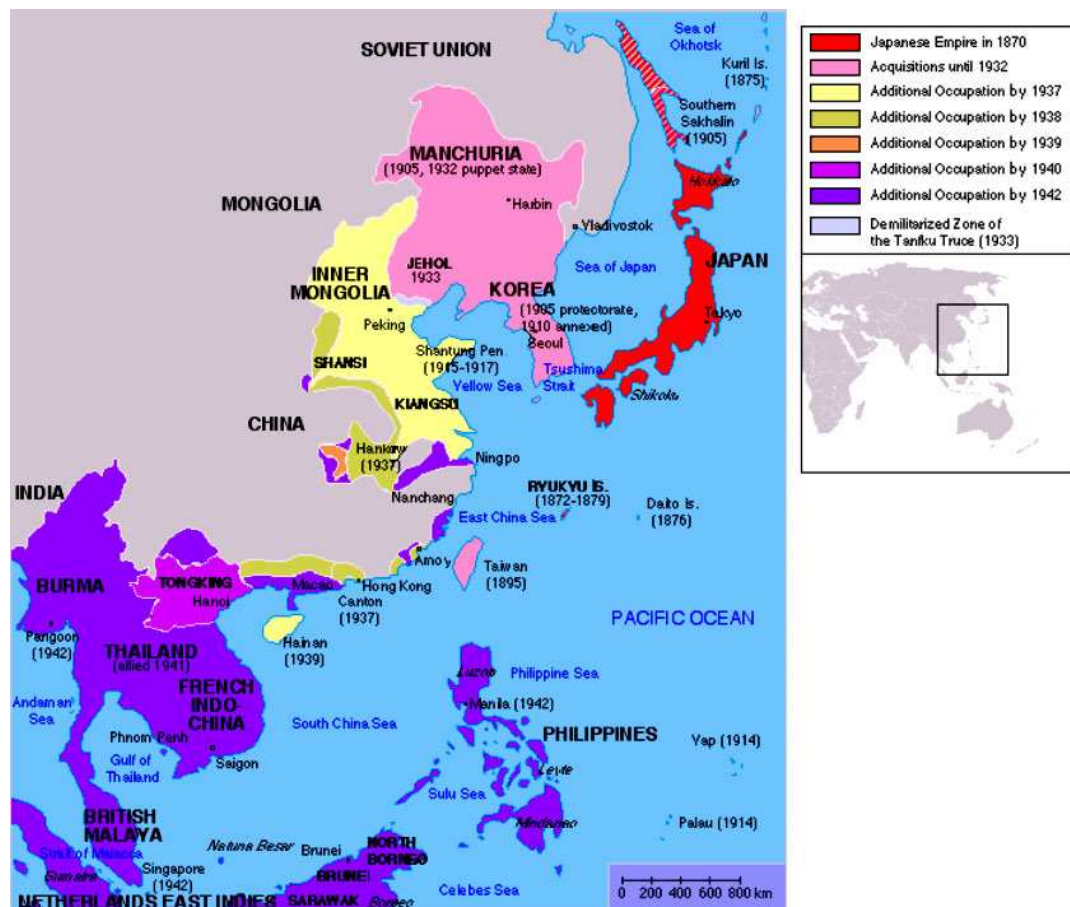 SOVIET UNION
Sea of
Okhotsk
Kuril Is.
(1875)
Southern
Sakhalin
(1905)
MANCHURIA
(1905, 1932 puppet state)
Hokkaido
Harbin
MONGOLIA
Vladivostok
JEHOL
1933
Sea of Japan
JAPAN
INNER
MONGOLIA
KOREA
(1905 protectorate,
1910 annexed)
Tokyo
Peking
Seoul
Shantung Pen.
(1915-1917)
SHANSI
Tsushima
Strait
Yellow Sea
Shikoku
KIANGSU
CHINA
Hankow
(1937)
Ningpo
Nanchang
INDIA
RYUKYU IS.
(1872-1879)
Daito Is.
(1876)
East China Sea
Amoy
Taiwan
(1895)
BURMA
TONGKING
Hanoi
Macao
Hong Kong
Canton
(1937)
PACIFIC OCEAN
Rangoon
(1942)
THAILAND
(allied 1941)
Hainan
(1939)
Luzon
Philippine Sea
FRENCH
INDO-
CHINA
Andaman
Sea
South China Sea
Manila (1942)
PHILIPPINES
Phnom Penh
Yap (1914)
Gulf of
Thailand
Saigon
Leyte
Sulu Sea
BRITISH
MALAYA
Mindanao
Palau (1914)
Strait of Malacca
Natuna Besar
Brunei
NORTH
BORNEO
Sumatra
Singapore
(1942)
BRUNEI
Celebes Sea
NETHERLANDS EAST INDIES
SARAWAK
Borneo
0 200 400 600 800 km
Japanese Empire in 1870
Acquisitions until 1932
Additional Occupation by 1937
Additional Occupation by 1938
Additional Occupation by 1939
Additional Occupation by 1940
Additional Occupation by 1942
Demilitarized Zone of
the Tanfku Truce (1933)